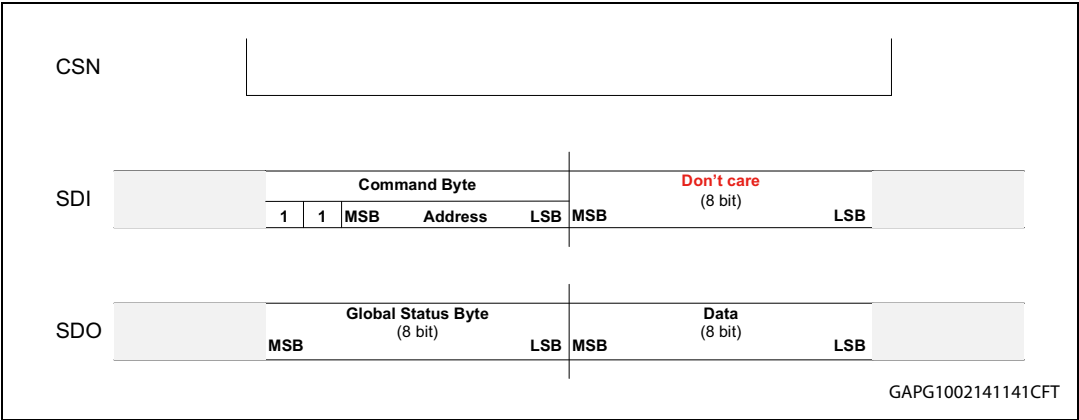 CSN
SDI
Command Byte
1 1 MSB Address LSB
Don't care
(8 bit)
MSB LSB
SDO
Global Status Byte
(8 bit)
MSB LSB
Data
(8 bit)
MSB LSB
GAPG1002141141CFT